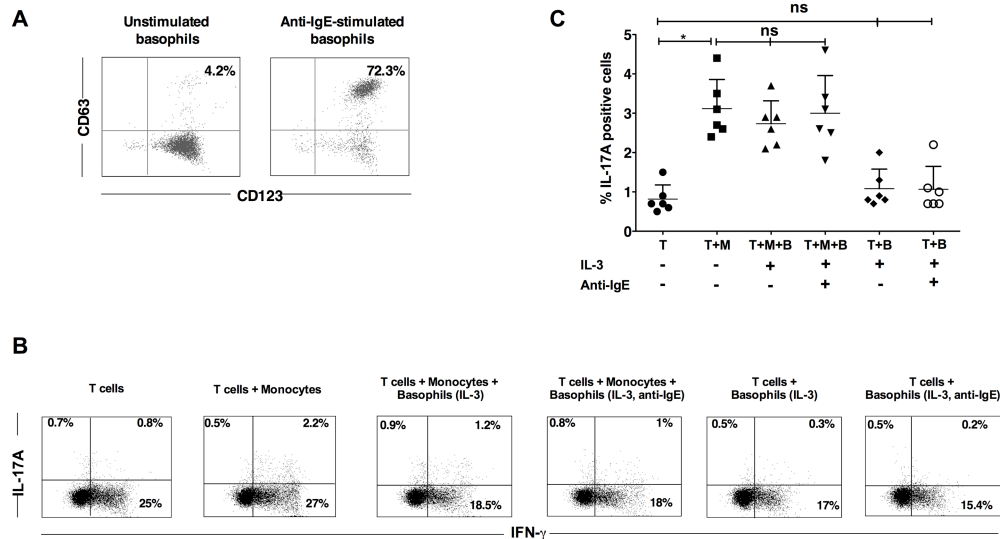 A
Unstimulated
basophils
Anti-IgE-stimulated
basophils
4.2%
72.3%
CD63
CD123
C
ns
*
ns
% IL-17A positive cells
5
4
3
2
1
0
T
T+M
T+M+B
T+M+B
T+B
T+B
IL-3 - - + + + +
Anti-IgE - - - + - +
B
T cells
T cells + Monocytes
T cells + Monocytes +
Basophils (IL-3)
T cells + Monocytes +
Basophils (IL-3, anti-IgE)
T cells +
Basophils (IL-3)
T cells +
Basophils (IL-3, anti-IgE)
IL-17A
0.7% 0.8%
25%
0.5% 2.2%
27%
0.9% 1.2%
18.5%
0.8% 1%
18%
0.5% 0.3%
17%
0.5% 0.2%
15.4%
IFN-γ